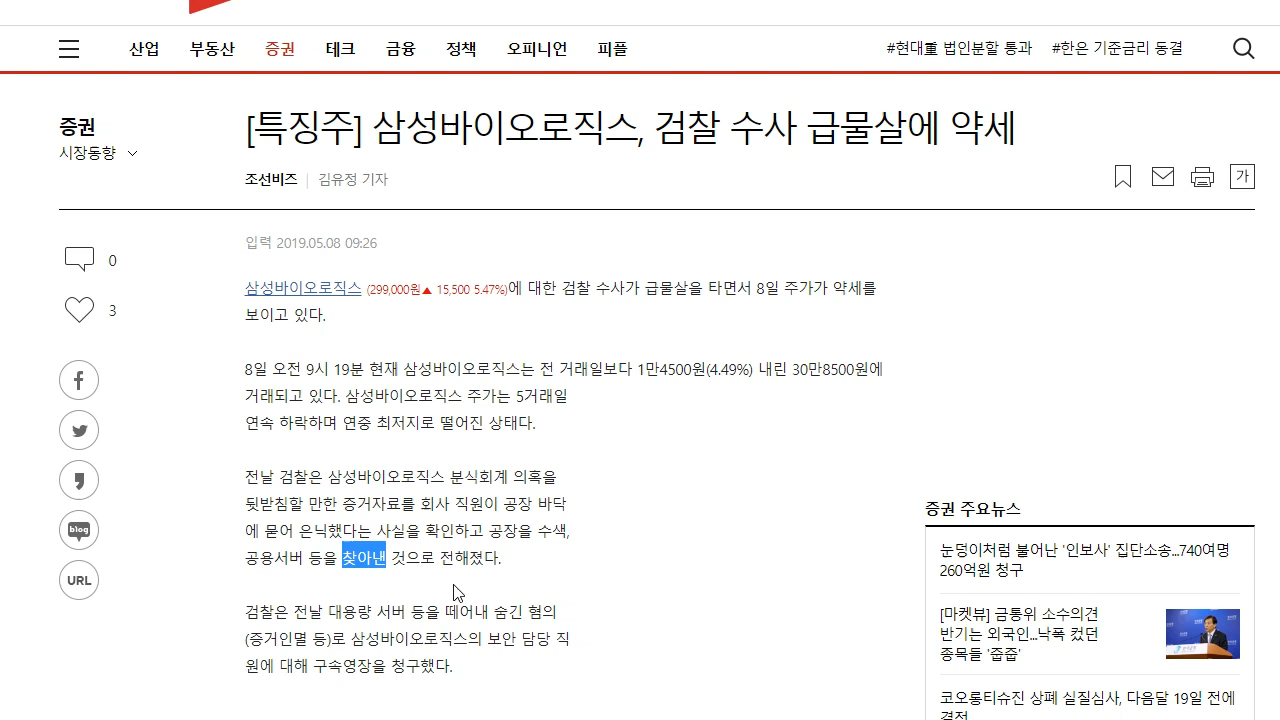 산업 부동산 증권 테크 금융 정책 오피니언 피플 #현대重 법인분할 통과 #한은 기준금리 동결
증권
시장동향
[특징주] 삼성바이오로직스, 검찰 수사 급물살에 약세
조선비즈 | 김유정 기자
가
입력 2019.05.08 09:26
0
3
blog
URL
삼성바이오로직스 (299,000원▲ 15,500 5.47%)에 대한 검찰 수사가 급물살을 타면서 8일 주가가 약세를
보이고 있다.
8일 오전 9시 19분 현재 삼성바이오로직스는 전 거래일보다 1만4500원(4.49%) 내린 30만8500원에
거래되고 있다. 삼성바이오로직스 주가는 5거래일
연속 하락하며 연중 최저지로 떨어진 상태다.
전날 검찰은 삼성바이오로직스 분식회계 의혹을
뒷받침할 만한 증거자료를 회사 직원이 공장 바닥
에 묻어 은닉했다는 사실을 확인하고 공장을 수색,
공용서버 등을 찾아낸 것으로 전해졌다.
검찰은 전날 대용량 서버 등을 떼어내 숨긴 혐의
(증거인멸 등)로 삼성바이오로직스의 보안 담당 직
원에 대해 구속영장을 청구했다.
증권 주요뉴스
눈덩이처럼 불어난 '인보사' 집단소송...740여명
260억원 청구
[마켓뷰] 금통위 소수의견
반기는 외국인...낙폭 컸던
종목들 '줍줍'
코오롱티슈진 상폐 실질심사, 다음달 19일 전에
결정